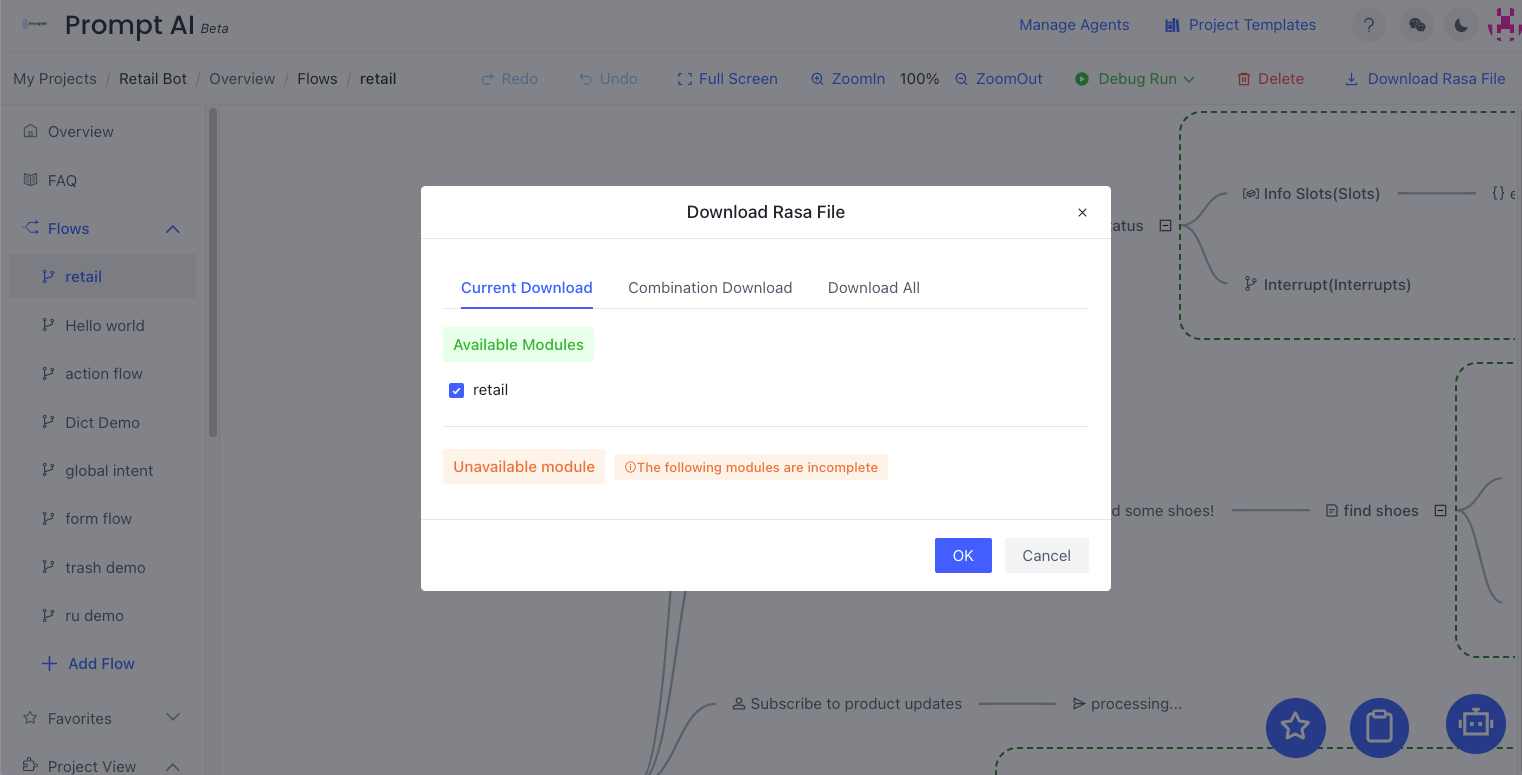 Prompt AI Beta
Manage Agents
Project Templates
?
My Projects / Retail Bot / Overview / Flows / retail
Redo
Undo
Full Screen
ZoomIn
100%
ZoomOut
Debug Run
Delete
Download Rasa File
Overview
FAQ
Flows
retail
Hello world
action flow
Dict Demo
global intent
form flow
trash demo
ru demo
Add Flow
Favorites
Project View
Info Slots(Slots)
Interrupt(Interrupts)
Download Rasa File
Current Download
Combination Download
Download All
Available Modules
retail
Unavailable module
The following modules are incomplete
OK
Cancel
some shoes!
find shoes
Subscribe to product updates
processing...